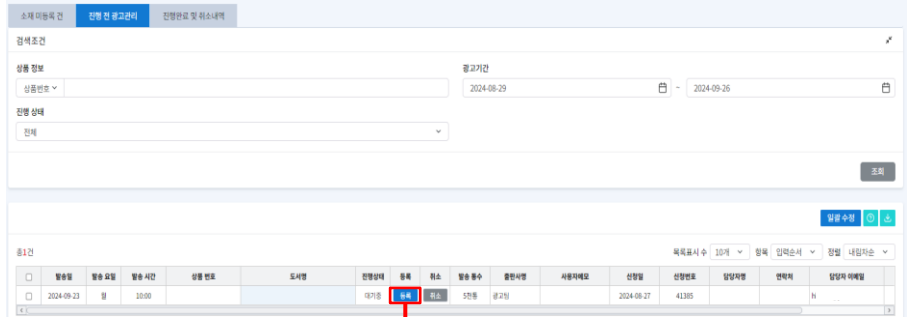 소재 미등록 건 진행 전 광고관리 진행완료 및 취소내역
검색조건
상품 정보 광고기간
상품번호 2024-08-29 ~ 2024-09-26
진행 상태
전체
조회
일괄 수정
총1건 목록표시 수 10개 항목 입력순서 정렬 내림차순
발송일 발송 요일 발송 시간 상품 번호 도서명 진행상태 등록 취소 발송 통수 출판사명 사용자메모 신청일 신청번호 담당자명 연락처 담당자 이메일
2024-09-23 월 10:00 대기중 등록 취소 5천통 광고팀 2024-08-27 41385 hi